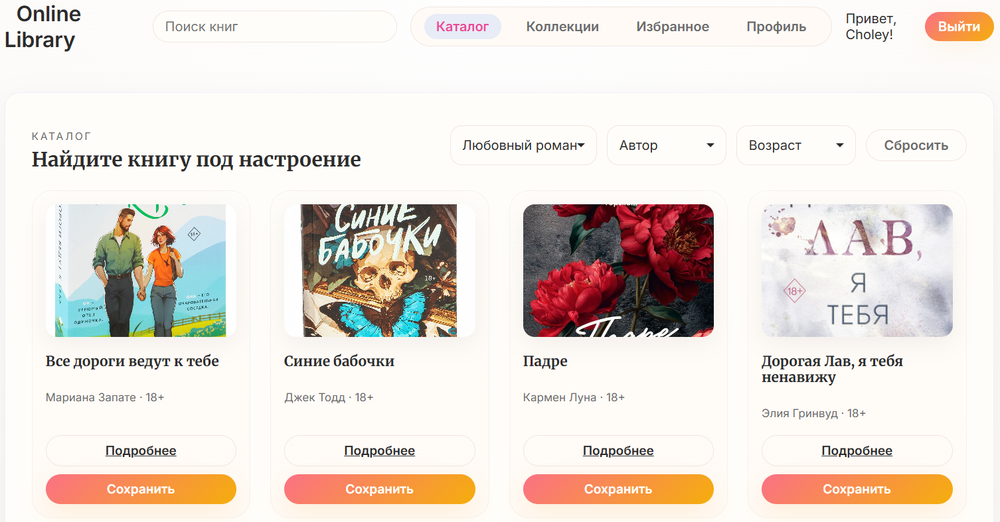 Online
Library
Поиск книг
Каталог
Коллекции
Избранное
Профиль
Привет,
Choley!
Выйти
КАТАЛОГ
Найдите книгу под настроение
Любовный роман
Автор
Возраст
Сбросить
18+
ОН –
УГРЮМЫЙ
ОТЕЦ
ОДИНОЧКА.
ОНА – ЕГО
ОЧАРОВАТЕЛЬНАЯ
СОСЕДКА.
СИНИЕ
БАБОЧКИ
18+
ЛАВ,
18+
Я
ТЕБЯ
Все дороги ведут к тебе
Мариана Запате · 18+
Подробнее
Сохранить
Синие бабочки
Джек Тодд · 18+
Подробнее
Сохранить
Падре
Кармен Луна · 18+
Подробнее
Сохранить
Дорогая Лав, я тебя
ненавижу
Элия Гринвуд · 18+
Подробнее
Сохранить